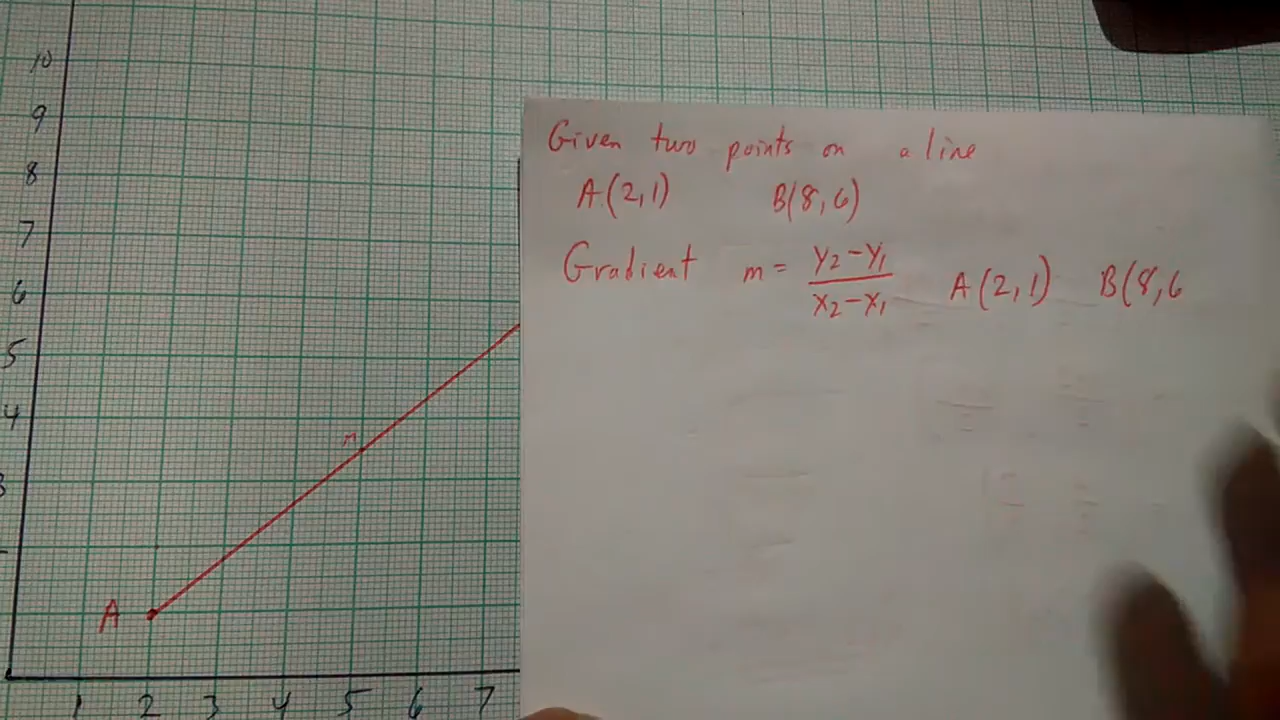 10
9
8
7
6
5
4
3
m
A
1 2 3 4 5 6 7
Given two points on a line
A(2,1) B(8,6)
Gradient m = y2-y1 / x2-x1 A(2,1) B(8,6